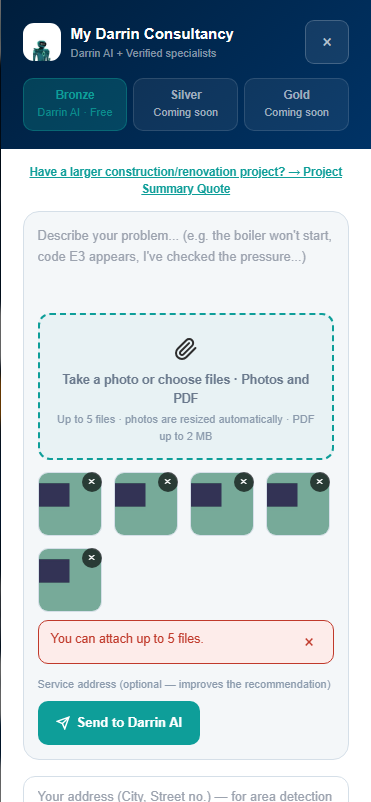 My Darrin Consultancy
Darrin AI + Verified specialists
×
Bronze
Darrin AI · Free
Silver
Coming soon
Gold
Coming soon
Have a larger construction/renovation project? → Project
Summary Quote
Describe your problem... (e.g. the boiler won't start,
code E3 appears, I've checked the pressure...)
Take a photo or choose files · Photos and
PDF
Up to 5 files · photos are resized automatically · PDF
up to 2 MB
×
×
×
×
×
You can attach up to 5 files.
×
Service address (optional — improves the recommendation)
Send to Darrin AI
Your address (City, Street no.) — for area detection